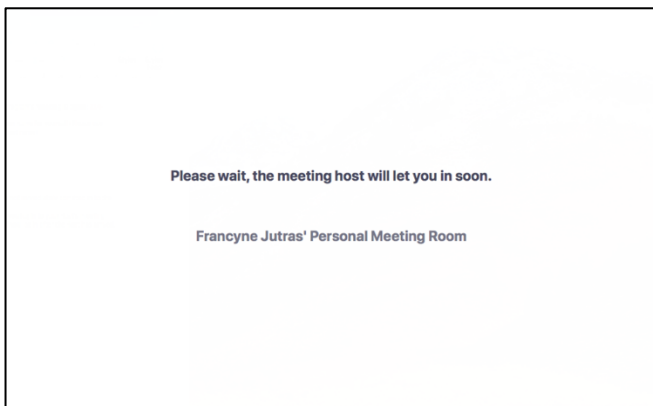 Please wait, the meeting host will let you in soon.
Francyne Jutras' Personal Meeting Room